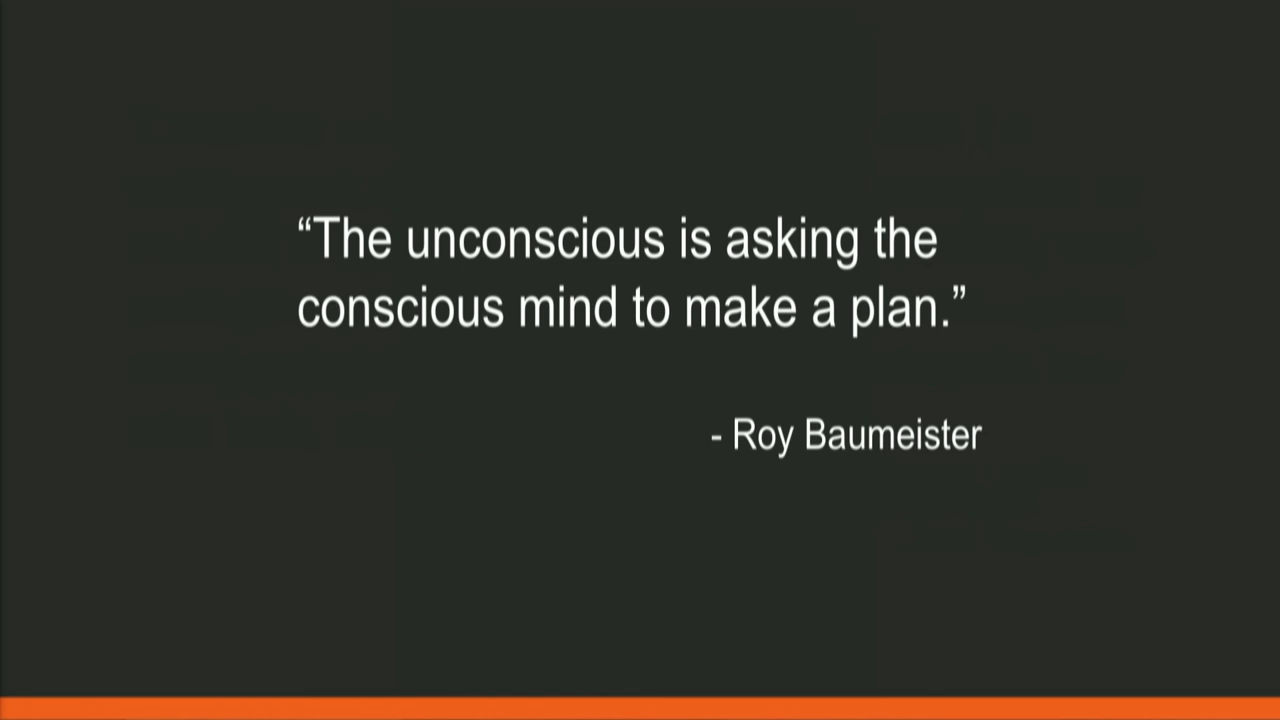 “The unconscious is asking the
conscious mind to make a plan.”
- Roy Baumeister